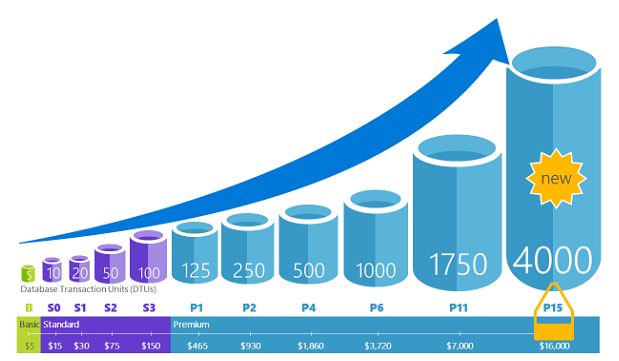 new
5 10 20 50 100 125 250 500 1000 1750 4000
Database Transaction Units (DTUs)
B S0 S1 S2 S3 P1 P2 P4 P6 P11 P15
Basic Standard Premium
$5 $15 $30 $75 $150 $465 $930 $1,860 $3,720 $7,000 $16,000